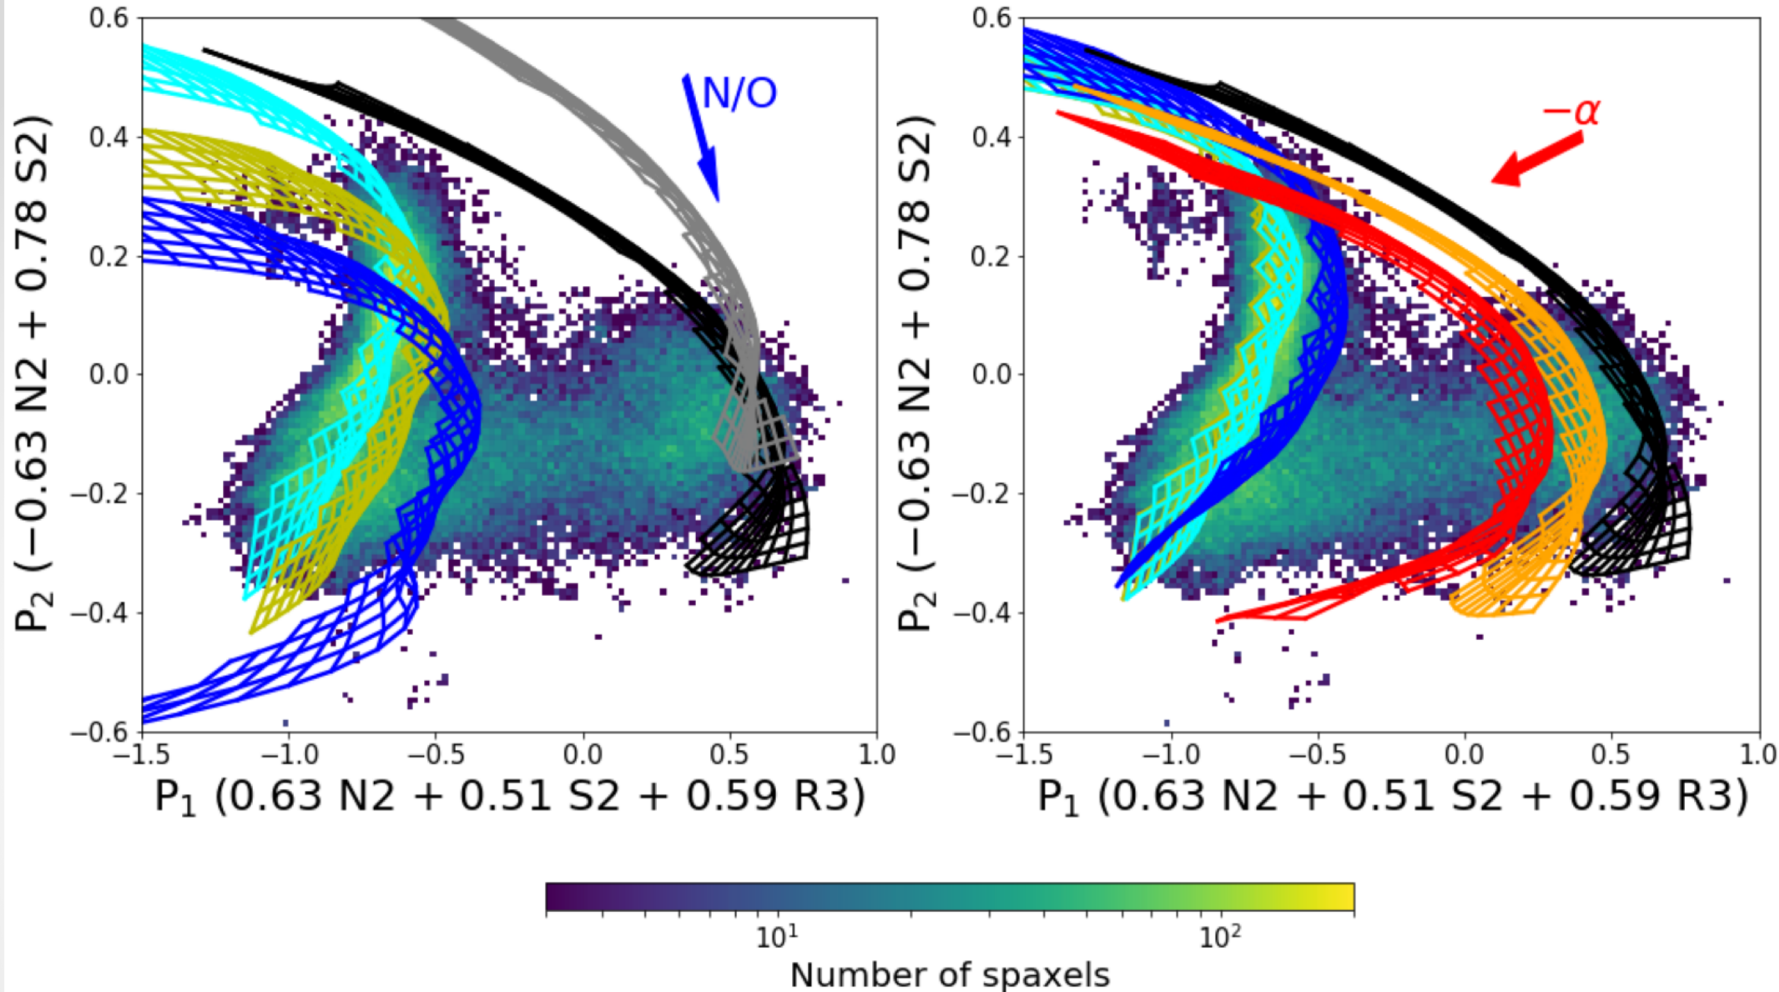 0.6
0.4
0.2
0.0
−0.2
−0.4
−0.6
P₂ (−0.63 N2 + 0.78 S2)
N/O
−1.5 −1.0 −0.5 0.0 0.5 1.0
P₁ (0.63 N2 + 0.51 S2 + 0.59 R3)
0.6
0.4
0.2
0.0
−0.2
−0.4
−0.6
P₂ (−0.63 N2 + 0.78 S2)
−α
−1.5 −1.0 −0.5 0.0 0.5 1.0
P₁ (0.63 N2 + 0.51 S2 + 0.59 R3)
10¹ 10²
Number of spaxels